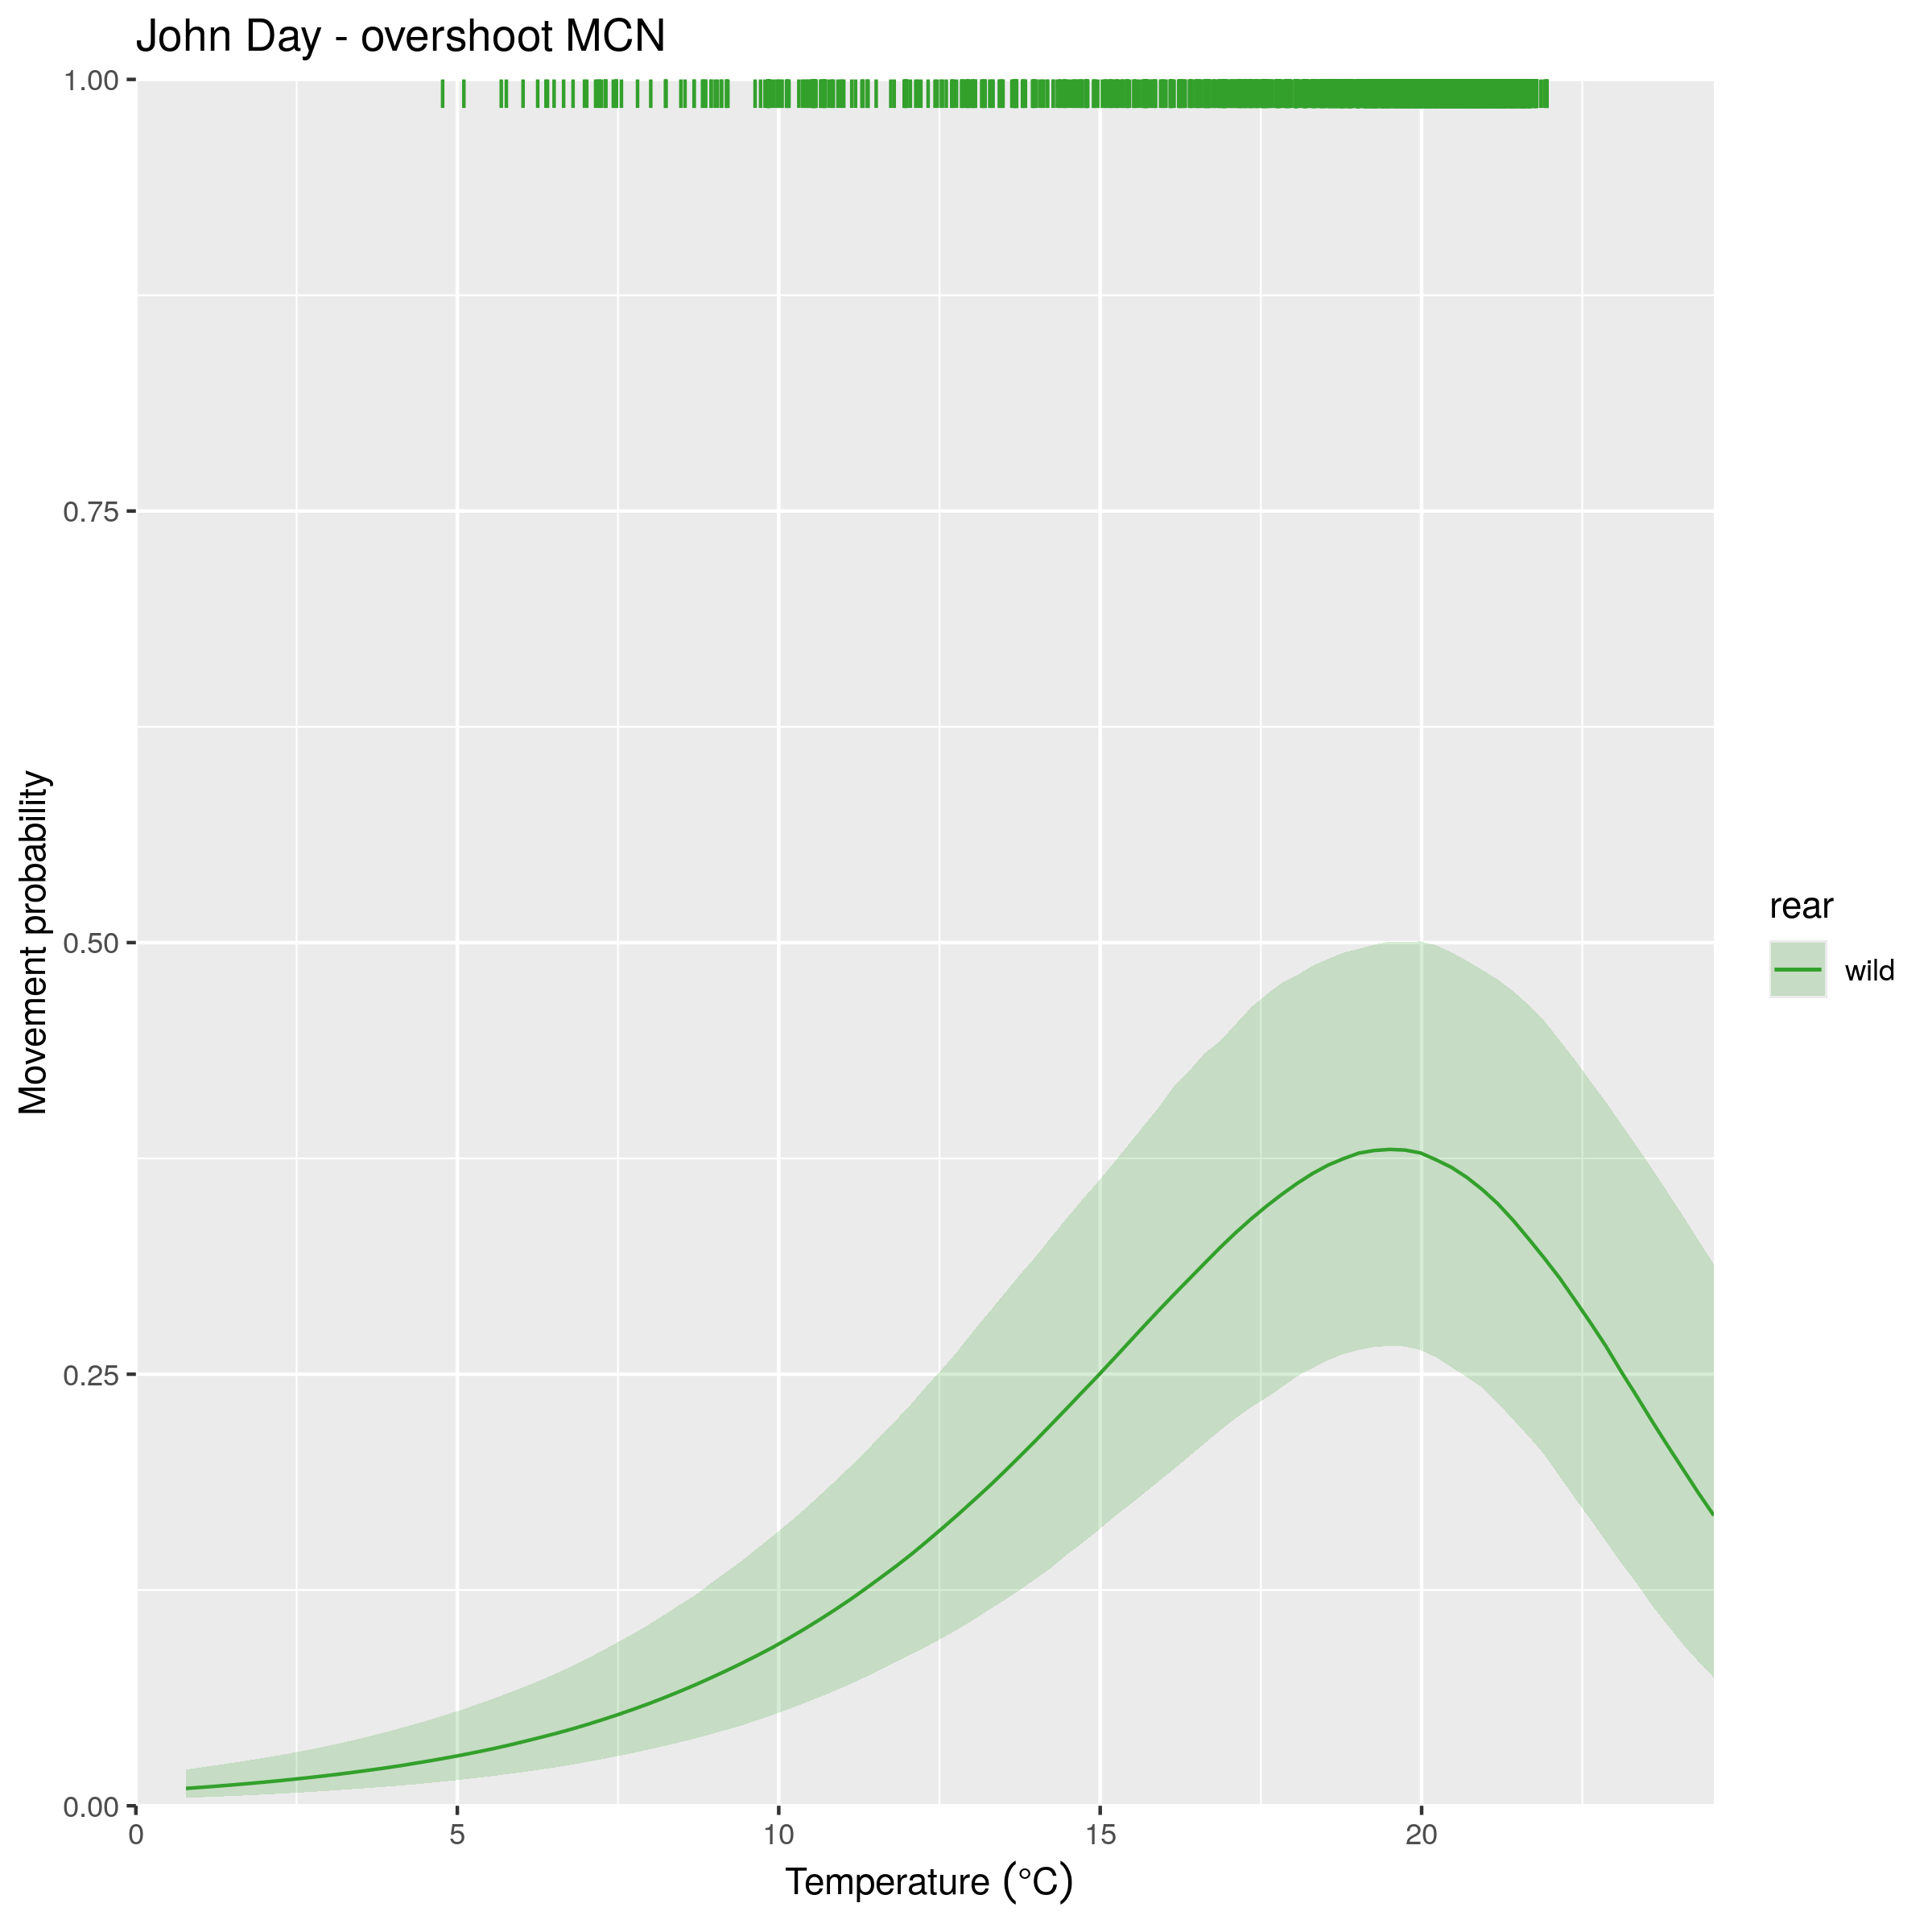 John Day - overshoot MCN
1.00
0.75
0.50
0.25
0.00
Movement probability
0
5
10
15
20
Temperature (°C)
rear
wild